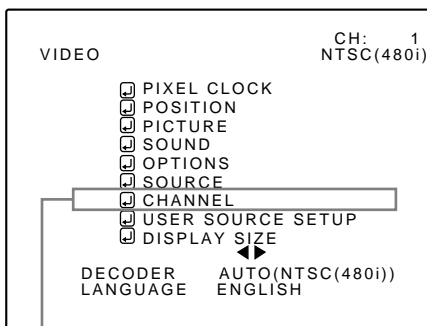 CH: 1
VIDEO NTSC(480i)
PIXEL CLOCK
POSITION
PICTURE
SOUND
OPTIONS
SOURCE
CHANNEL
USER SOURCE SETUP
DISPLAY SIZE
DECODER AUTO(NTSC(480i))
LANGUAGE ENGLISH